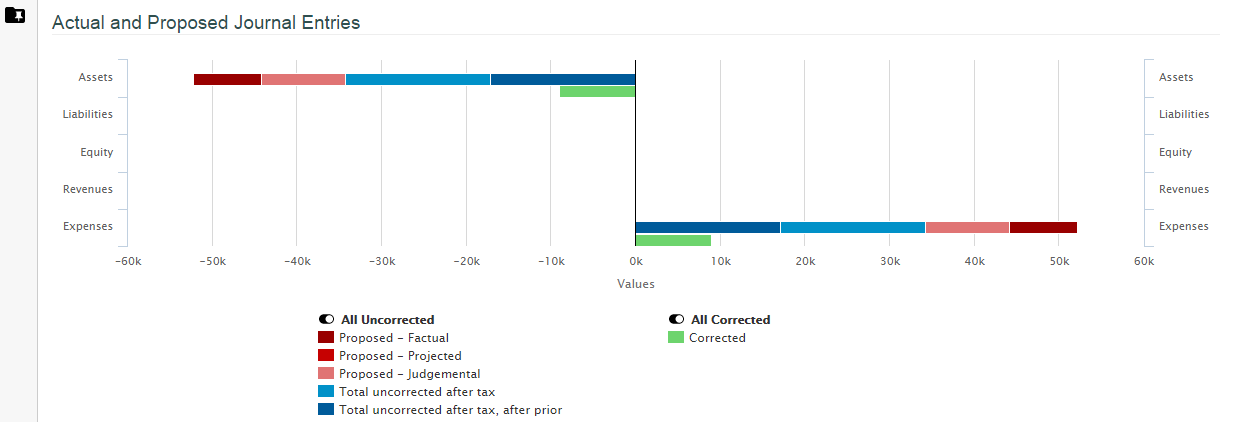 Actual and Proposed Journal Entries
Assets Assets
Liabilities Liabilities
Equity Equity
Revenues Revenues
Expenses Expenses
-60k -50k -40k -30k -20k -10k 0k 10k 20k 30k 40k 50k 60k
Values
All Uncorrected All Corrected
Proposed - Factual Corrected
Proposed - Projected
Proposed - Judgemental
Total uncorrected after tax
Total uncorrected after tax, after prior